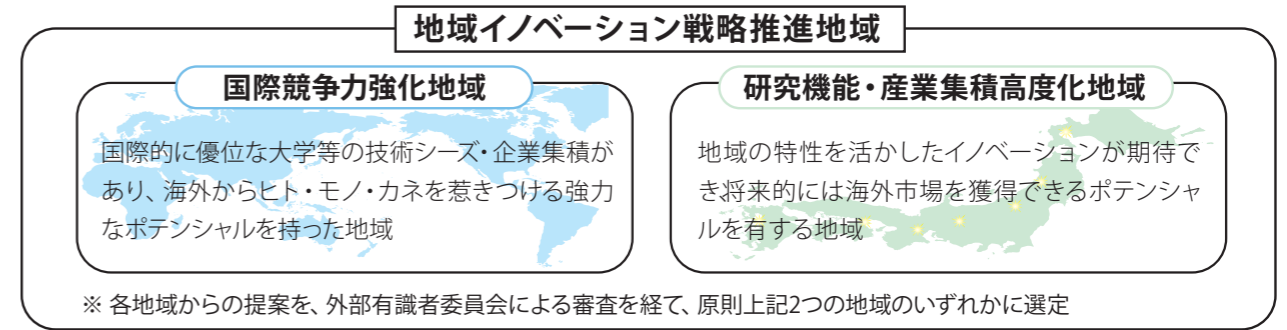 地域イノベーション戦略推進地域
国際競争力強化地域
国際的に優位な大学等の技術シーズ・企業集積が
あり、海外からヒト・モノ・カネを惹きつける強力
なポテンシャルを持った地域
研究機能・産業集積高度化地域
地域の特性を活かしたイノベーションが期待で
き将来的には海外市場を獲得できるポテンシャ
ルを有する地域
※ 各地域からの提案を、外部有識者委員会による審査を経て、原則上記2つの地域のいずれかに選定